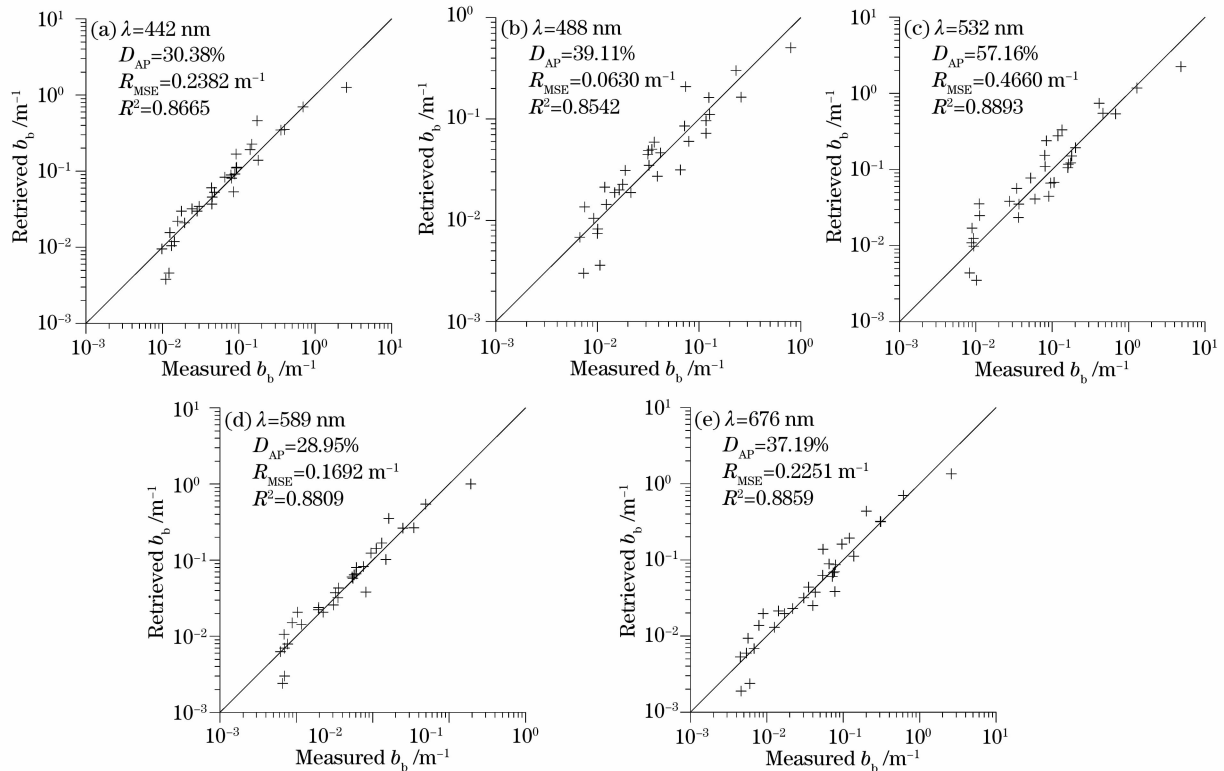 (a) λ=442 nm
D_AP=30.38%
R_MSE=0.2382 m⁻¹
R²=0.8665
10¹
10⁰
10⁻¹
10⁻²
10⁻³
Retrieved b_b /m⁻¹
10⁻³ 10⁻² 10⁻¹ 10⁰ 10¹
Measured b_b /m⁻¹
(b) λ=488 nm
D_AP=39.11%
R_MSE=0.0630 m⁻¹
R²=0.8542
10⁰
10⁻¹
10⁻²
10⁻³
Retrieved b_b /m⁻¹
10⁻³ 10⁻² 10⁻¹ 10⁰
Measured b_b /m⁻¹
(c) λ=532 nm
D_AP=57.16%
R_MSE=0.4660 m⁻¹
R²=0.8893
10¹
10⁰
10⁻¹
10⁻²
10⁻³
Retrieved b_b /m⁻¹
10⁻³ 10⁻² 10⁻¹ 10⁰ 10¹
Measured b_b /m⁻¹
(d) λ=589 nm
D_AP=28.95%
R_MSE=0.1692 m⁻¹
R²=0.8809
10¹
10⁰
10⁻¹
10⁻²
10⁻³
Retrieved b_b /m⁻¹
10⁻³ 10⁻² 10⁻¹ 10⁰
Measured b_b /m⁻¹
(e) λ=676 nm
D_AP=37.19%
R_MSE=0.2251 m⁻¹
R²=0.8859
10¹
10⁰
10⁻¹
10⁻²
10⁻³
Retrieved b_b /m⁻¹
10⁻³ 10⁻² 10⁻¹ 10⁰ 10¹
Measured b_b /m⁻¹